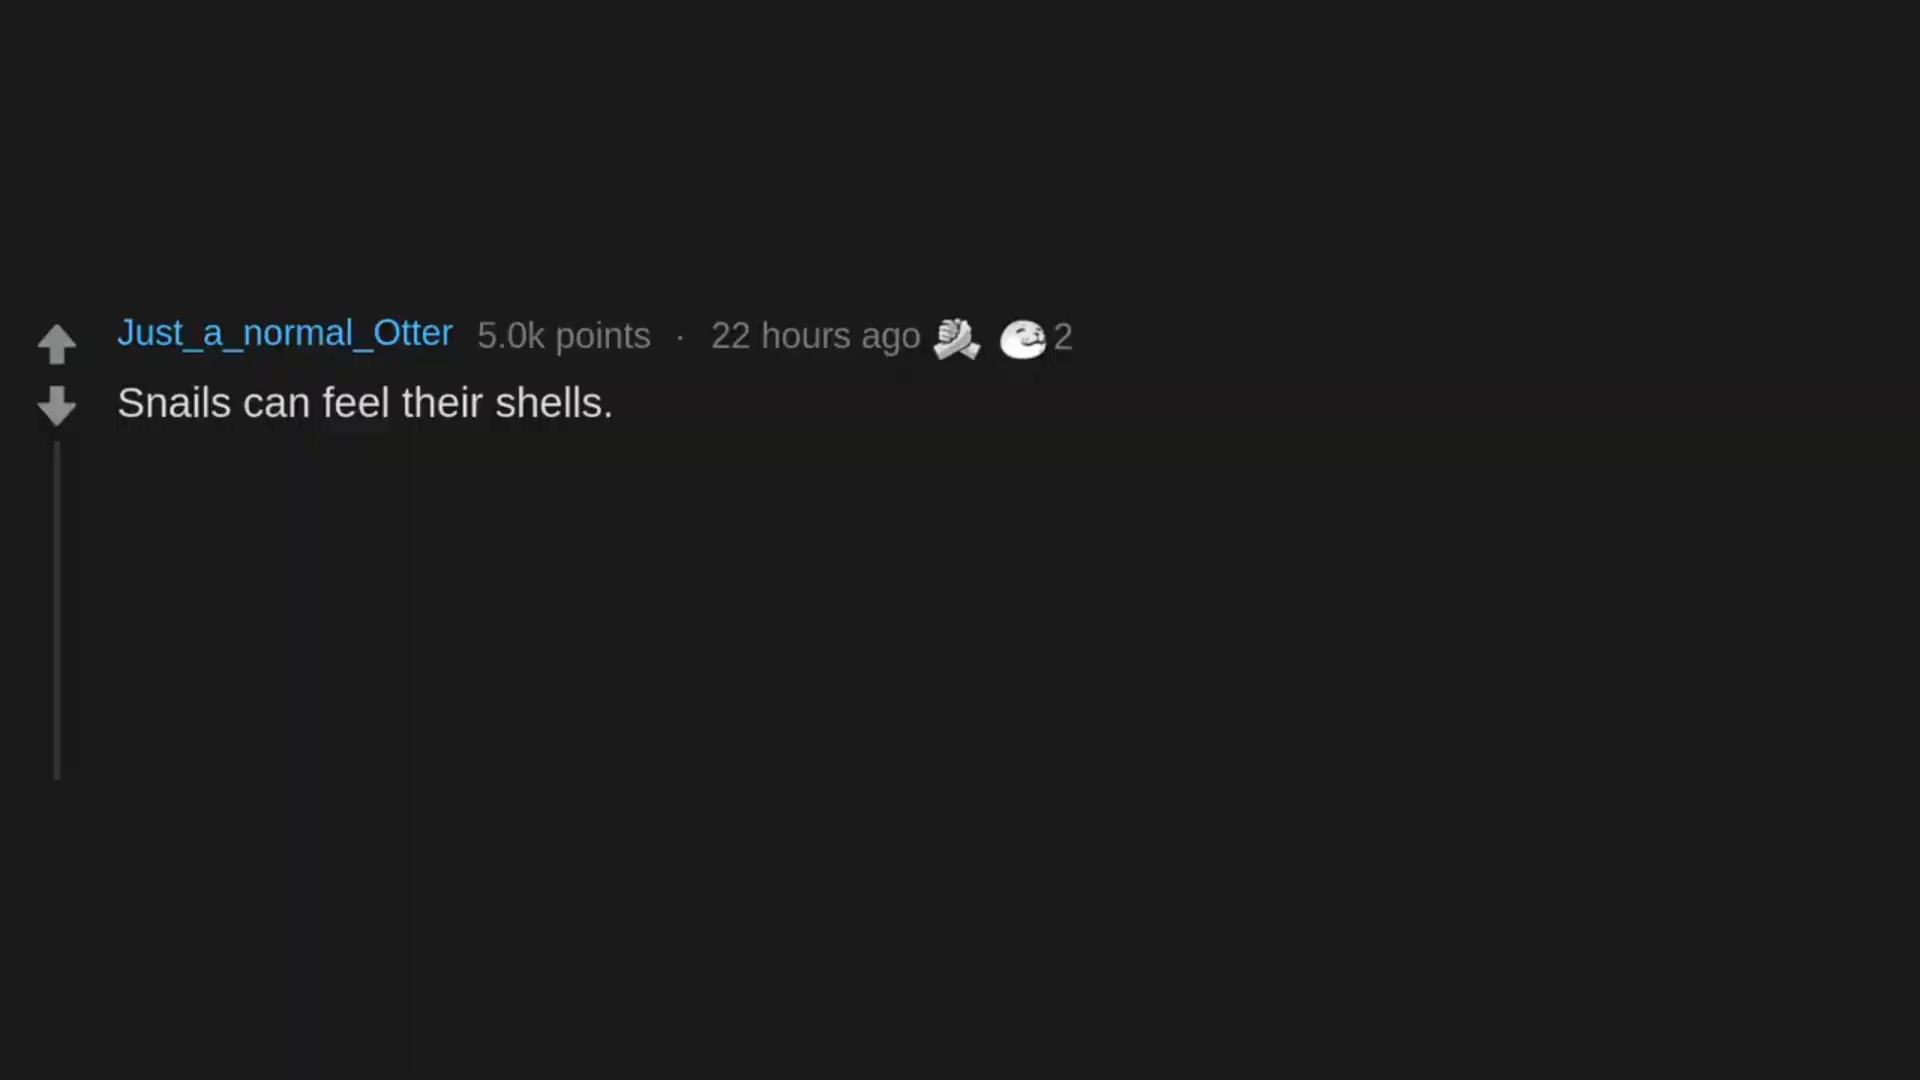 Just_a_normal_Otter 5.0k points · 22 hours ago 2
Snails can feel their shells.